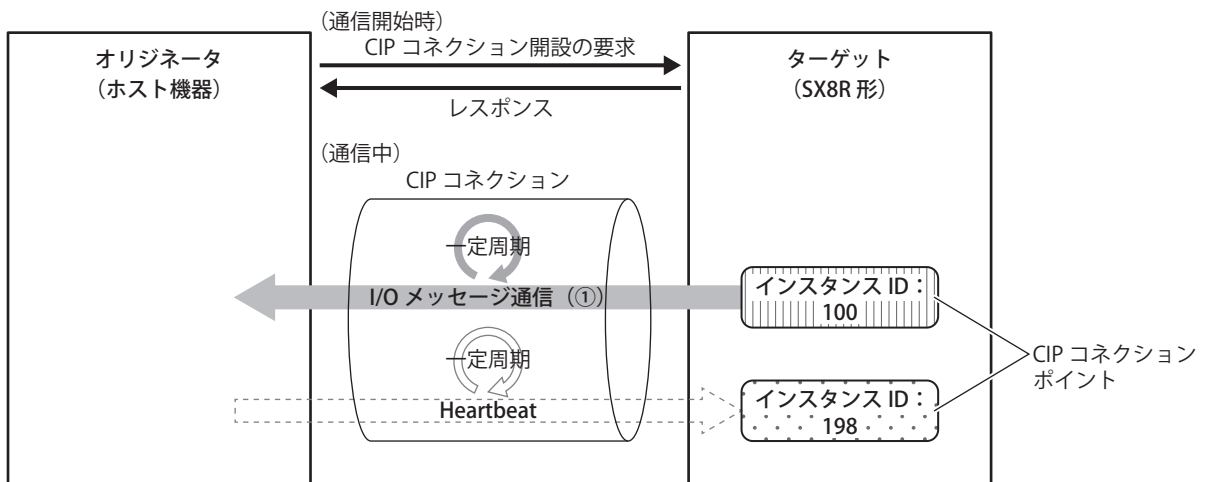 （通信開始時）
CIP コネクション開設の要求
オリジネータ
（ホスト機器）
ターゲット
（SX8R 形）
レスポンス
（通信中）
CIP コネクション
一定周期
I/O メッセージ通信（①）
インスタンス ID：
100
一定周期
CIP コネクション
ポイント
Heartbeat
インスタンス ID：
198